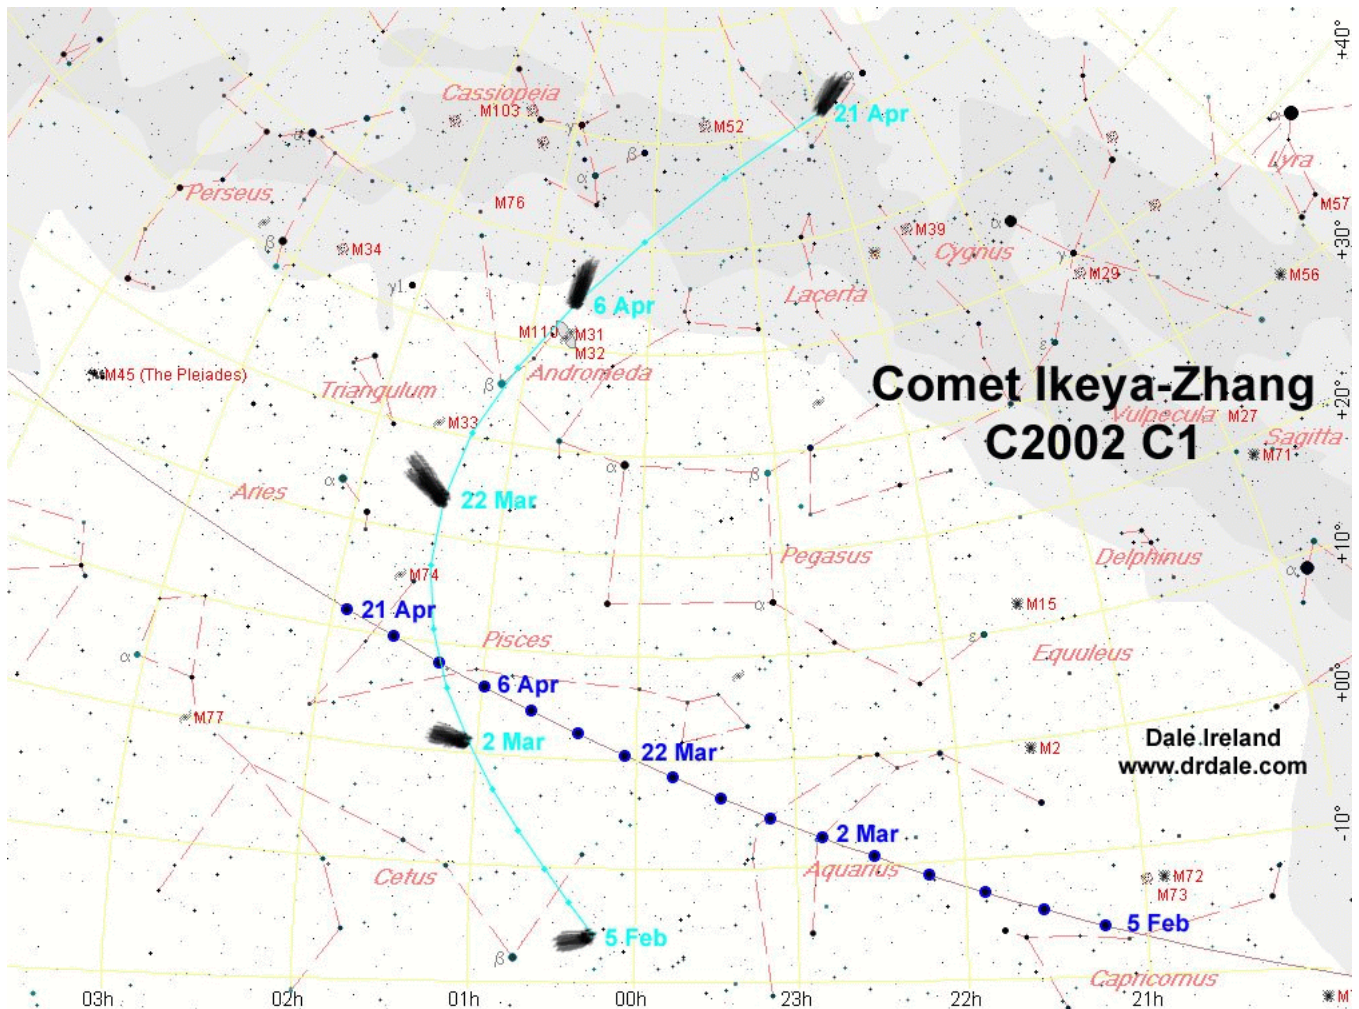 +40°
Cassiopeia
M103
γ
α
21 Apr
α
M52
β
α
α
Lyra
Perseus
M76
M57
β
M34
M39
Cygnus
α
γ
+30°
M29
M56
γ1
6 Apr
Lacerta
M110
M31
M32
ε
M45 (The Pleiades)
Triangulum
β
Andromeda
Comet Ikeya-Zhang
C2002 C1
+20°
Vulpecula
M27
Sagitta
M71
M33
α
β
Aries
α
22 Mar
+10°
Pegasus
Delphinus
α
M74
21 Apr
α
M15
Pisces
ε
Equuleus
α
6 Apr
+00°
M77
2 Mar
22 Mar
M2
Dale Ireland
www.drdale.com
2 Mar
-10°
Cetus
Aquarius
M72
M73
5 Feb
5 Feb
β
Capricornus
03h
02h
01h
00h
23h
22h
21h